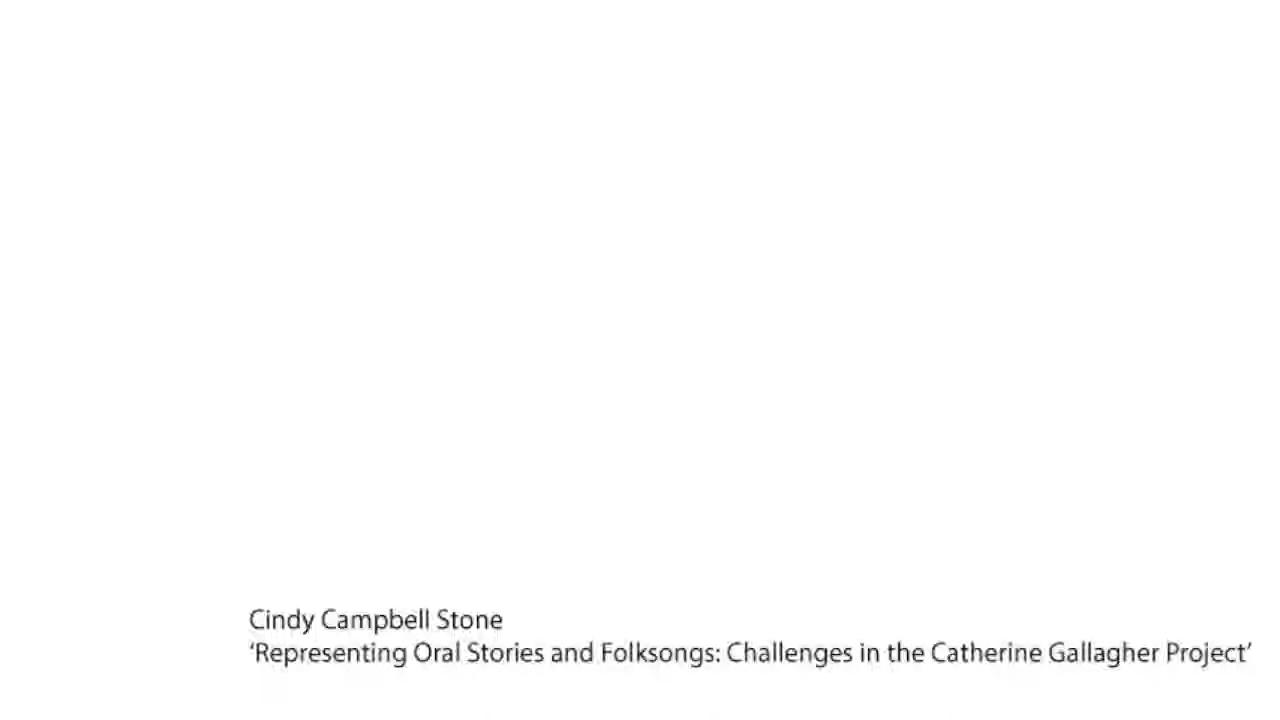 Cindy Campbell Stone
‘Representing Oral Stories and Folksongs: Challenges in the Catherine Gallagher Project’